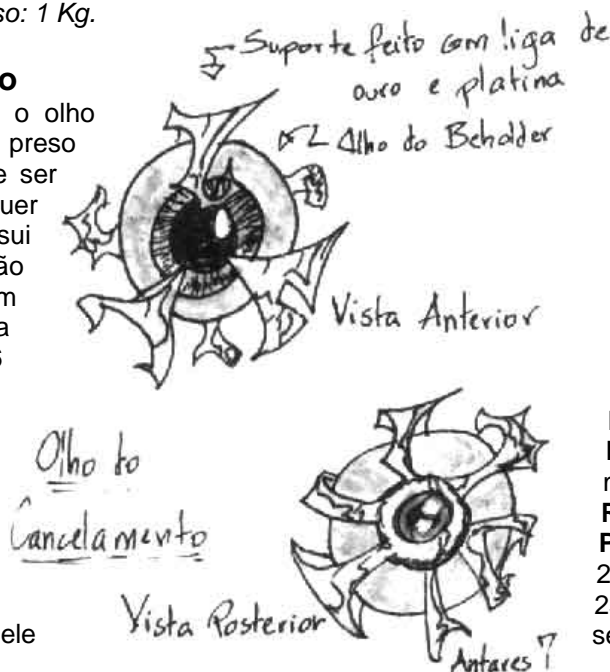 so: 1 Kg.
o
o olho
preso
e ser
uer
sui
ão
m
a
Suporte feito com liga de
ouro e platina
Olho do Beholder
Vista Anterior
Olho do
Cancelamento
Vista Posterior
ele
2
2
se
Antares